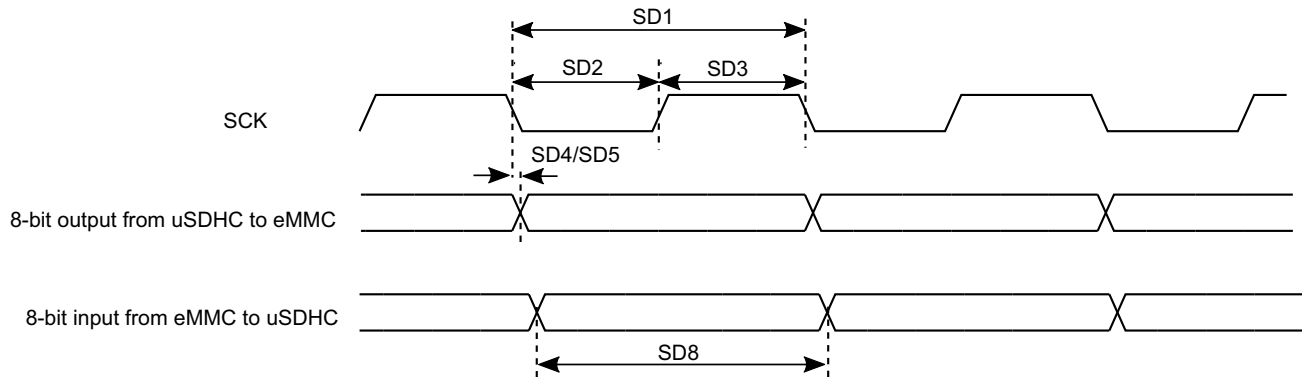 SD1
SD2
SD3
SCK
SD4/SD5
8-bit output from uSDHC to eMMC
8-bit input from eMMC to uSDHC
SD8